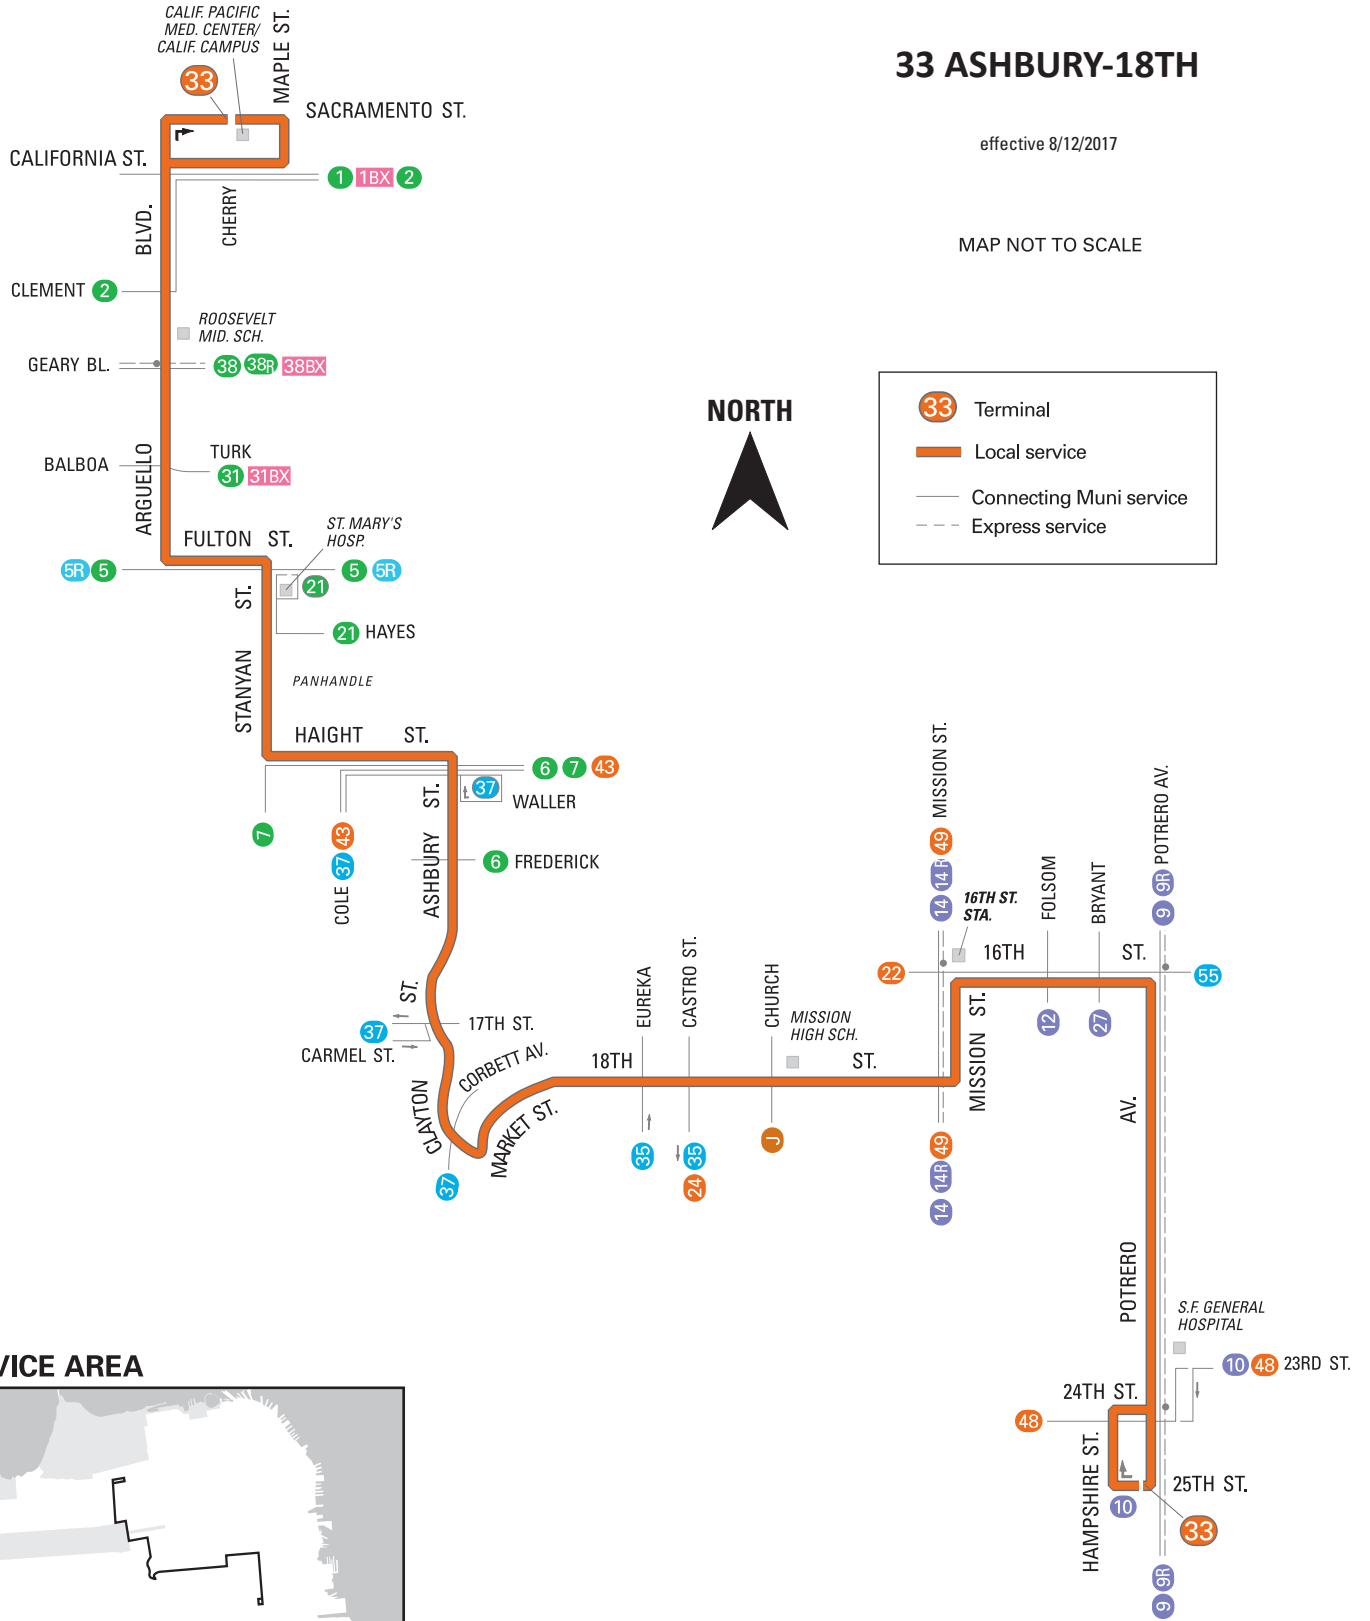 CALIF. PACIFIC
MED. CENTER/
CALIF. CAMPUS
MAPLE ST.
33 ASHBURY-18TH
33
SACRAMENTO ST.
effective 8/12/2017
CALIFORNIA ST.
1 1BX 2
CHERRY
BLVD.
MAP NOT TO SCALE
CLEMENT 2
ROOSEVELT
MID. SCH.
GEARY BL.
38 38R 38BX
NORTH
33 Terminal
Local service
Connecting Muni service
Express service
ARGUELLO
BALBOA
TURK
31 31BX
FULTON ST.
ST. MARY'S
HOSP.
5R 5
5 5R
21
ST.
21 HAYES
STANYAN
PANHANDLE
HAIGHT ST.
6 7 43
37
WALLER
ST.
7
43
37
COLE
ASHBURY
6 FREDERICK
MISSION ST.
49
14R
14
16TH ST.
STA.
FOLSOM
BRYANT
POTRERO AV.
9R
9
16TH ST.
22
55
12
27
ST.
17TH ST.
37
CARMEL ST.
CORBETT AV.
CLAYTON
MARKET ST.
37
EUREKA
CASTRO ST.
CHURCH
MISSION
HIGH SCH.
18TH ST.
MISSION ST.
AV.
35
35
24
J
49
14R
14
POTRERO
S.F. GENERAL
HOSPITAL
10 48 23RD ST.
24TH ST.
48
HAMPSHIRE ST.
25TH ST.
10
33
9R
9
VICE AREA